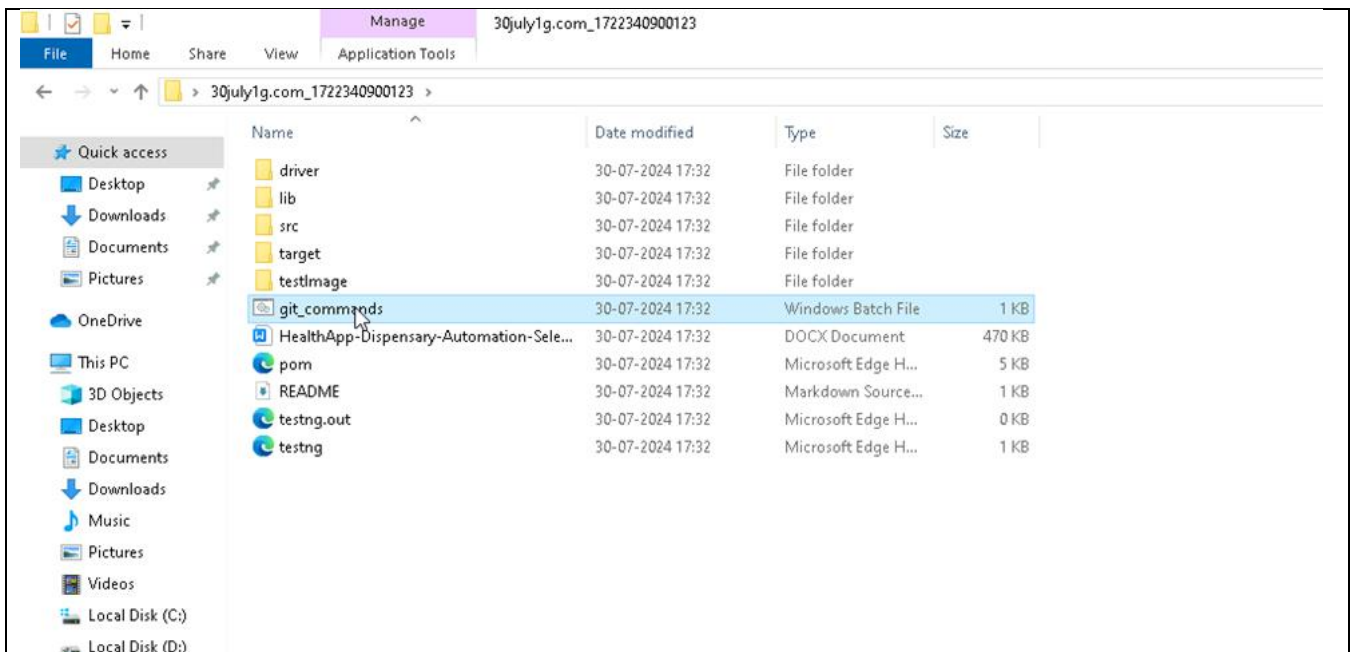 Manage
30july1g.com_1722340900123
File Home Share View Application Tools
30july1g.com_1722340900123
Name Date modified Type Size
Quick access
Desktop
Downloads
Documents
Pictures
OneDrive
This PC
3D Objects
Desktop
Documents
Downloads
Music
Pictures
Videos
Local Disk (C:)
Local Disk (D:)
driver 30-07-2024 17:32 File folder
lib 30-07-2024 17:32 File folder
src 30-07-2024 17:32 File folder
target 30-07-2024 17:32 File folder
testImage 30-07-2024 17:32 File folder
git_commands 30-07-2024 17:32 Windows Batch File 1 KB
HealthApp-Dispensary-Automation-Sele... 30-07-2024 17:32 DOCX Document 470 KB
pom 30-07-2024 17:32 Microsoft Edge H... 5 KB
README 30-07-2024 17:32 Markdown Source... 1 KB
testng.out 30-07-2024 17:32 Microsoft Edge H... 0 KB
testng 30-07-2024 17:32 Microsoft Edge H... 1 KB